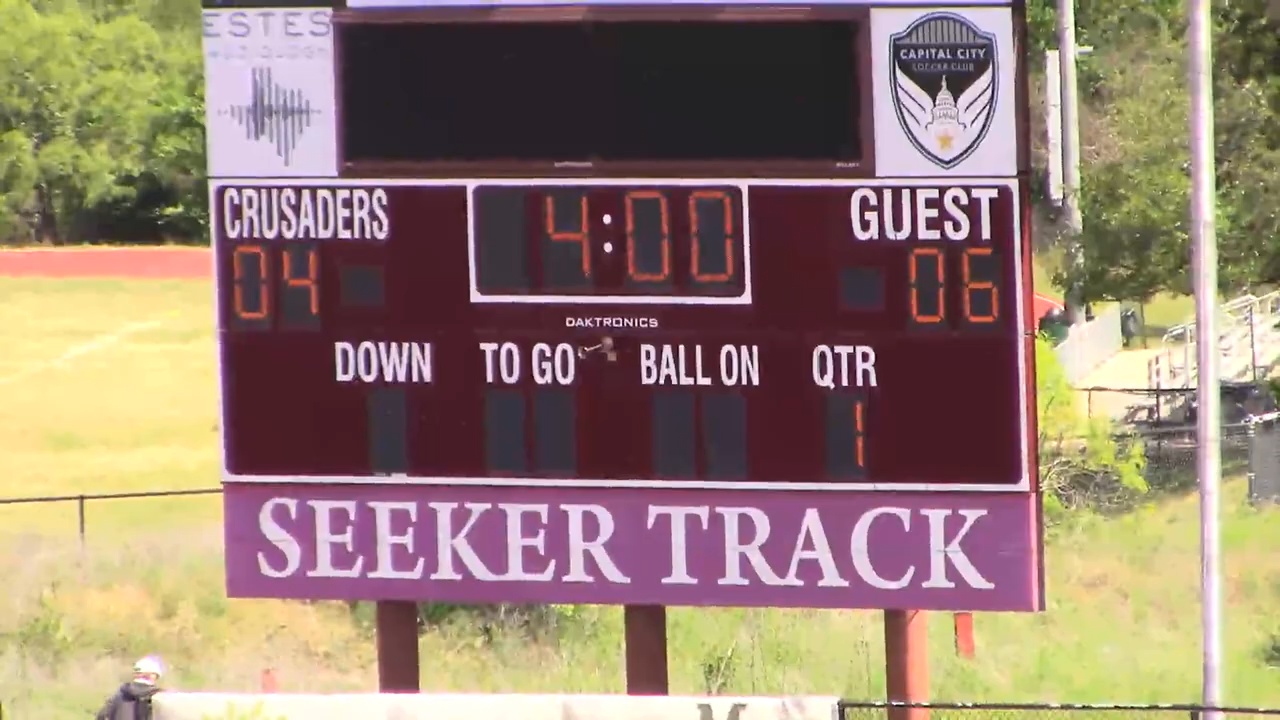 ESTES
CAPITAL CITY
SOCCER CLUB
CRUSADERS 4:00 GUEST
04 06
DAKTRONICS
DOWN TO GO BALL ON QTR
1
SEEKER TRACK